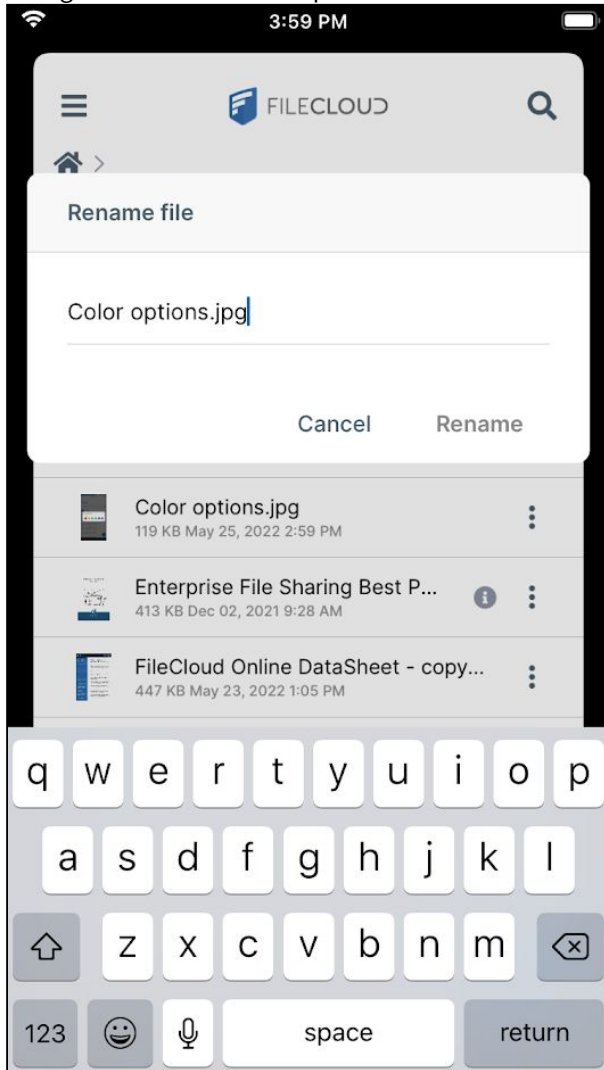 3:59 PM
FILECLOUD
Rename file
Color options.jpg
Cancel Rename
Color options.jpg
119 KB May 25, 2022 2:59 PM
Enterprise File Sharing Best P...
413 KB Dec 02, 2021 9:28 AM
FileCloud Online DataSheet - copy...
447 KB May 23, 2022 1:05 PM
q w e r t y u i o p
a s d f g h j k l
z x c v b n m
123 space return